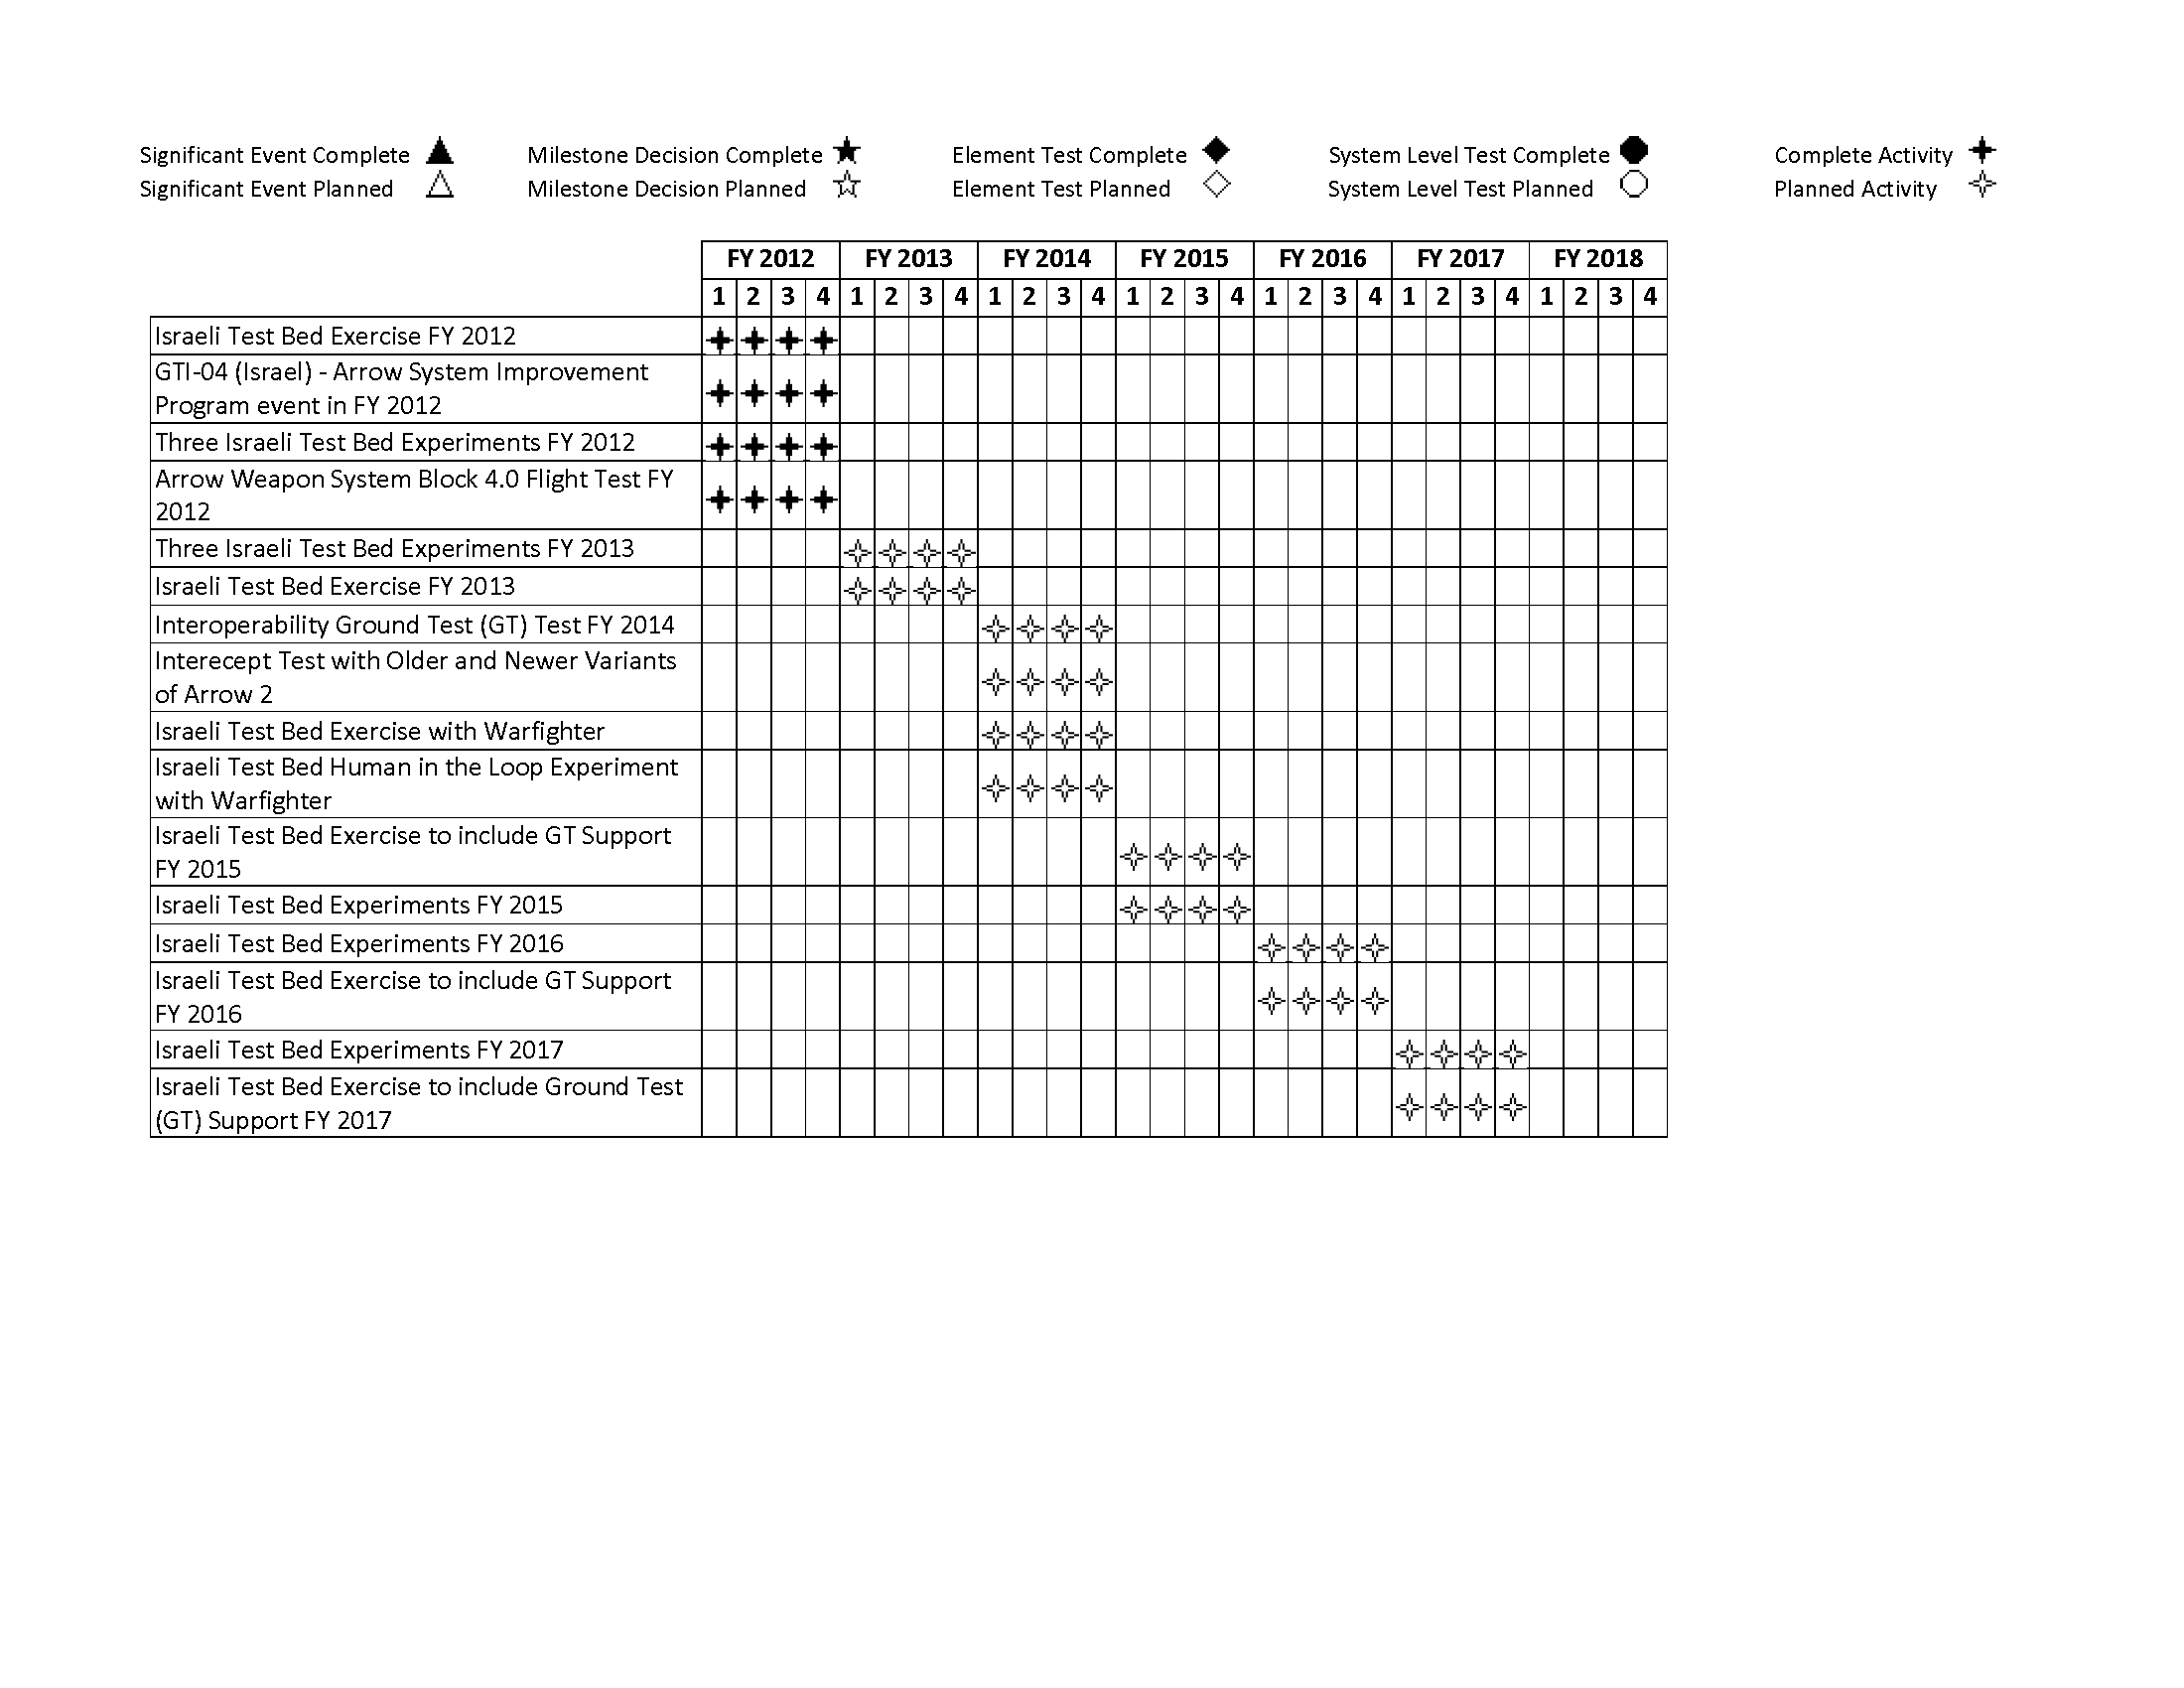 Significant Event Complete
Milestone Decision Complete
Element Test Complete
System Level Test Complete
Complete Activity
Significant Event Planned
Milestone Decision Planned
Element Test Planned
System Level Test Planned
Planned Activity
FY 2012 FY 2013 FY 2014 FY 2015 FY 2016 FY 2017 FY 2018
1 2 3 4 1 2 3 4 1 2 3 4 1 2 3 4 1 2 3 4 1 2 3 4 1 2 3 4
Israeli Test Bed Exercise FY 2012
GTI-04 (Israel) - Arrow System Improvement
Program event in FY 2012
Three Israeli Test Bed Experiments FY 2012
Arrow Weapon System Block 4.0 Flight Test FY
2012
Three Israeli Test Bed Experiments FY 2013
Israeli Test Bed Exercise FY 2013
Interoperability Ground Test (GT) Test FY 2014
Interecept Test with Older and Newer Variants
of Arrow 2
Israeli Test Bed Exercise with Warfighter
Israeli Test Bed Human in the Loop Experiment
with Warfighter
Israeli Test Bed Exercise to include GT Support
FY 2015
Israeli Test Bed Experiments FY 2015
Israeli Test Bed Experiments FY 2016
Israeli Test Bed Exercise to include GT Support
FY 2016
Israeli Test Bed Experiments FY 2017
Israeli Test Bed Exercise to include Ground Test
(GT) Support FY 2017